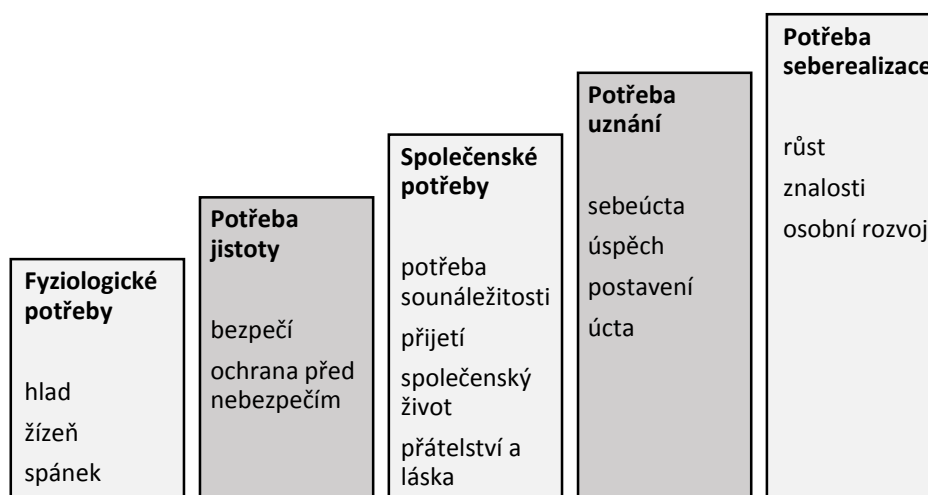 Fyziologické
potřeby
hlad
žízeň
spánek
Potřeba
jistoty
bezpečí
ochrana před
nebezpečím
Společenské
potřeby
potřeba
sounáležitosti
přijetí
společenský
život
přátelství a
láska
Potřeba
uznání
sebeúcta
úspěch
postavení
úcta
Potřeba
seberealizace
růst
znalosti
osobní rozvoj